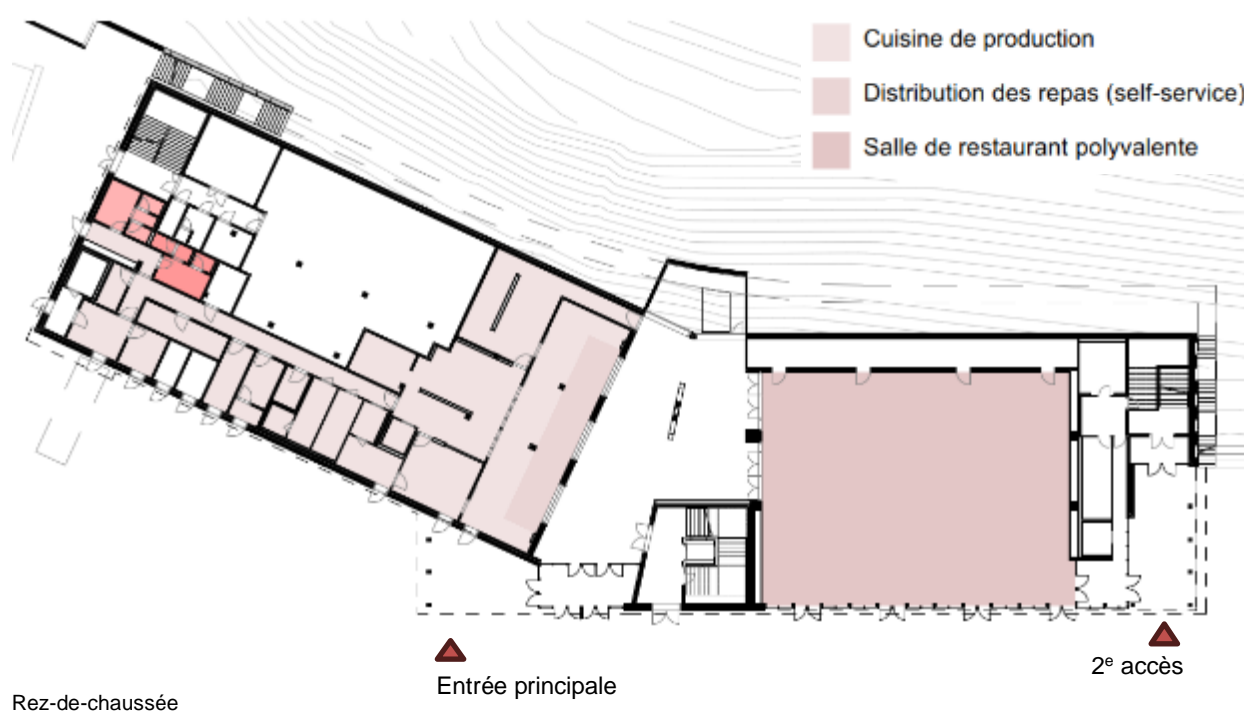 Cuisine de production
Distribution des repas (self-service)
Salle de restaurant polyvalente
2e accès
Entrée principale
Rez-de-chaussée